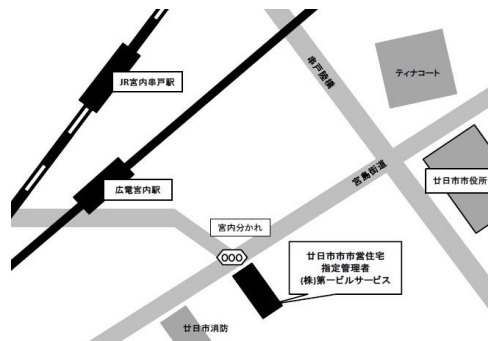 JR宮内串戸駅
串戸陸橋
ティナコート
広電宮内駅
宮島街道
廿日市市役所
宮内分かれ
廿日市市市営住宅
指定管理者
(株)第一ビルサービス
廿日市消防